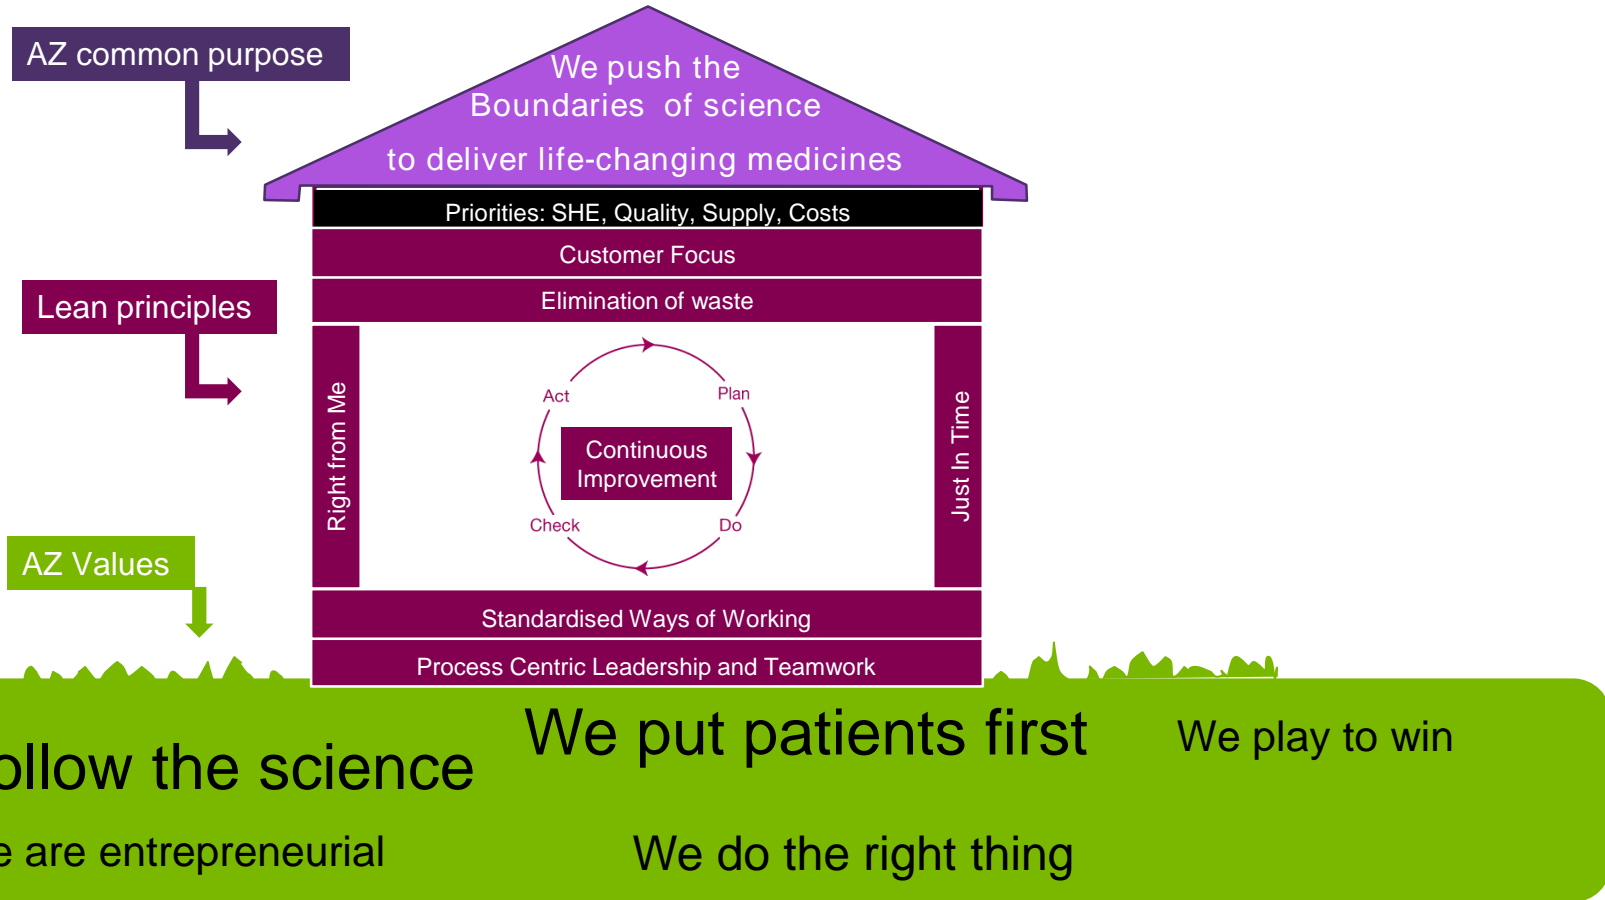 AZ common purpose
We push the
Boundaries of science
to deliver life-changing medicines
Priorities: SHE, Quality, Supply, Costs
Customer Focus
Lean principles
Elimination of waste
Right from Me
Act
Plan
Continuous
Improvement
Check
Do
Just In Time
AZ Values
Standardised Ways of Working
Process Centric Leadership and Teamwork
We put patients first
We play to win
ollow the science
e are entrepreneurial
We do the right thing